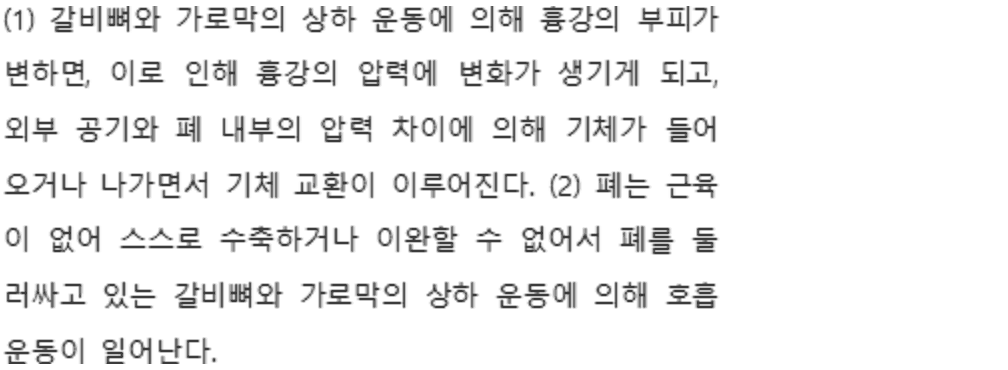 (1) 갈비뼈와 가로막의 상하 운동에 의해 흉강의 부피가
변하면, 이로 인해 흉강의 압력에 변화가 생기게 되고,
외부 공기와 폐 내부의 압력 차이에 의해 기체가 들어
오거나 나가면서 기체 교환이 이루어진다. (2) 폐는 근육
이 없어 스스로 수축하거나 이완할 수 없어서 폐를 둘
러싸고 있는 갈비뼈와 가로막의 상하 운동에 의해 호흡
운동이 일어난다.